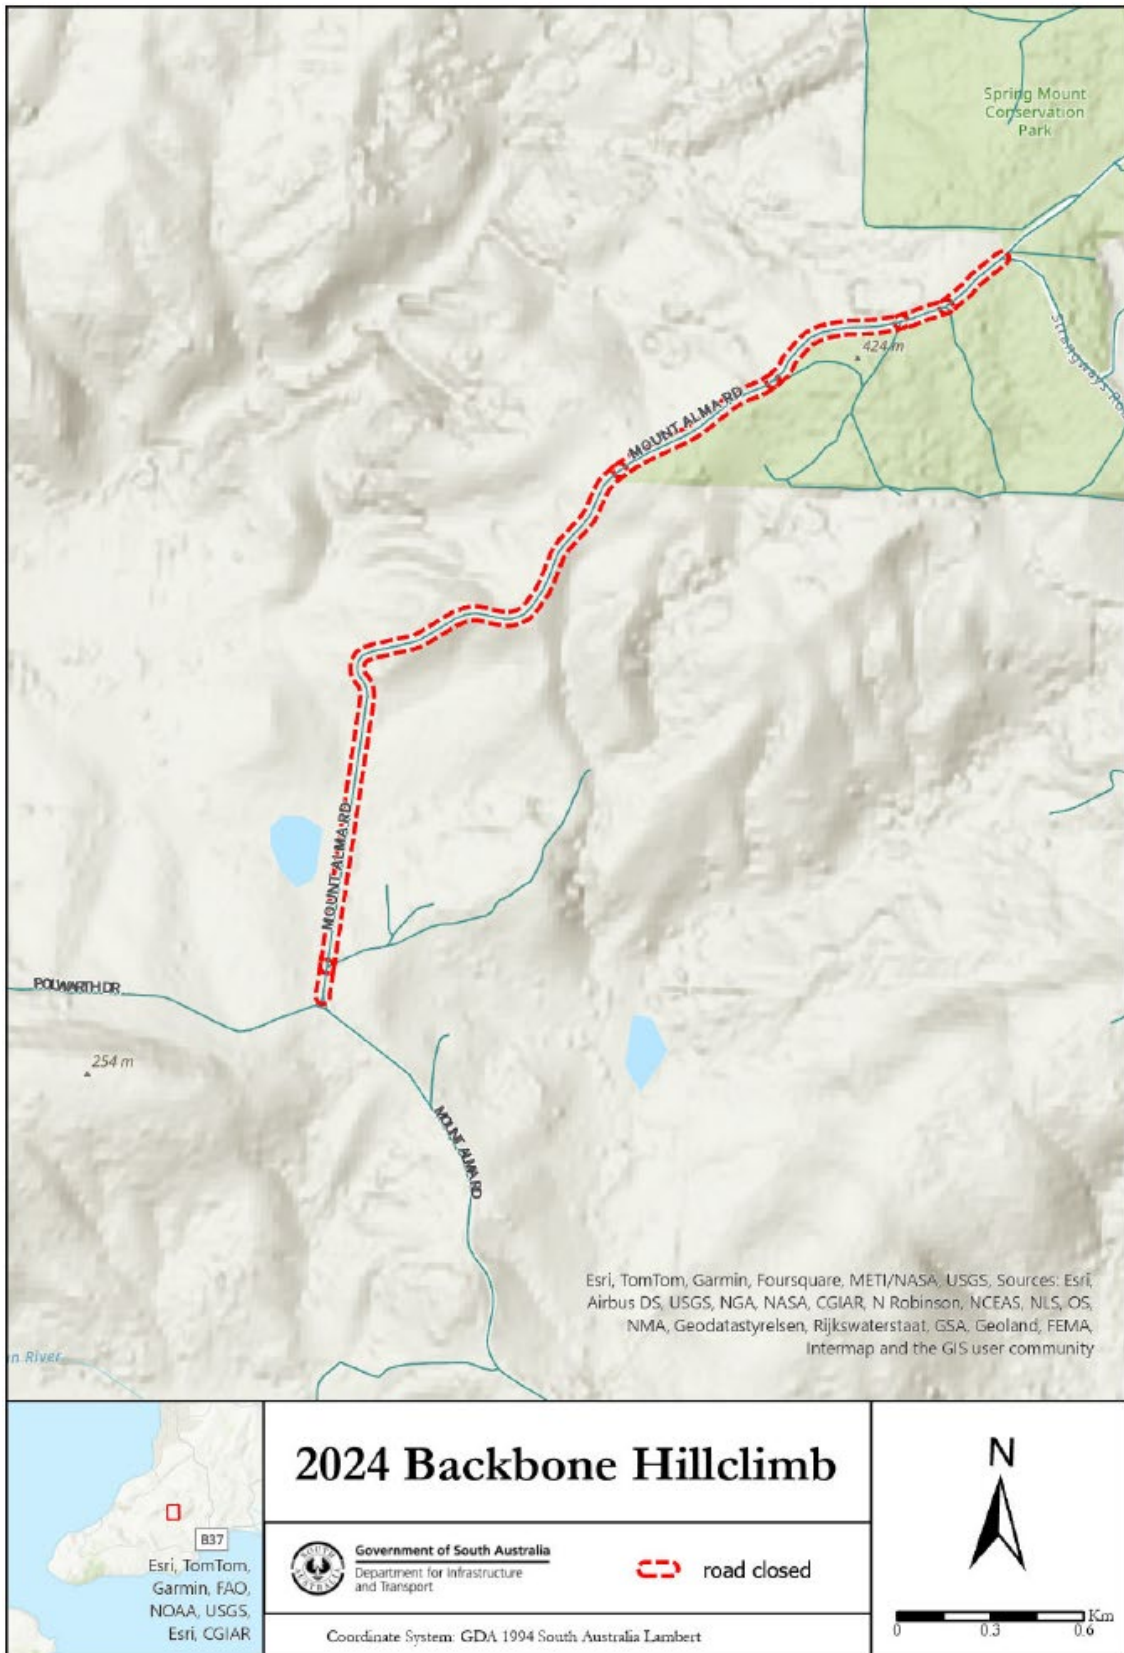 Spring Mount
Conservation
Park
424 m
Strangways
MOUNT ALMA RD
MOUNT ALMA RD
POLWARTH DR
254 m
MOUNT ALMA RD
Esri, TomTom, Garmin, Foursquare, METI/NASA, USGS, Sources: Esri,
Airbus DS, USGS, NGA, NASA, CGIAR, N Robinson, NCEAS, NLS, OS,
NMA, Geodatastyrelsen, Rijkswaterstaat, GSA, Geoland, FEMA,
Intermap and the GIS user community
n River
B37
Esri, TomTom,
Garmin, FAO,
NOAA, USGS,
Esri, CGIAR
2024 Backbone Hillclimb
SOUTH
AUSTRALIA
Government of South Australia
Department for Infrastructure
and Transport
road closed
Coordinate System: GDA 1994 South Australia Lambert
N
Km
0 0.3 0.6